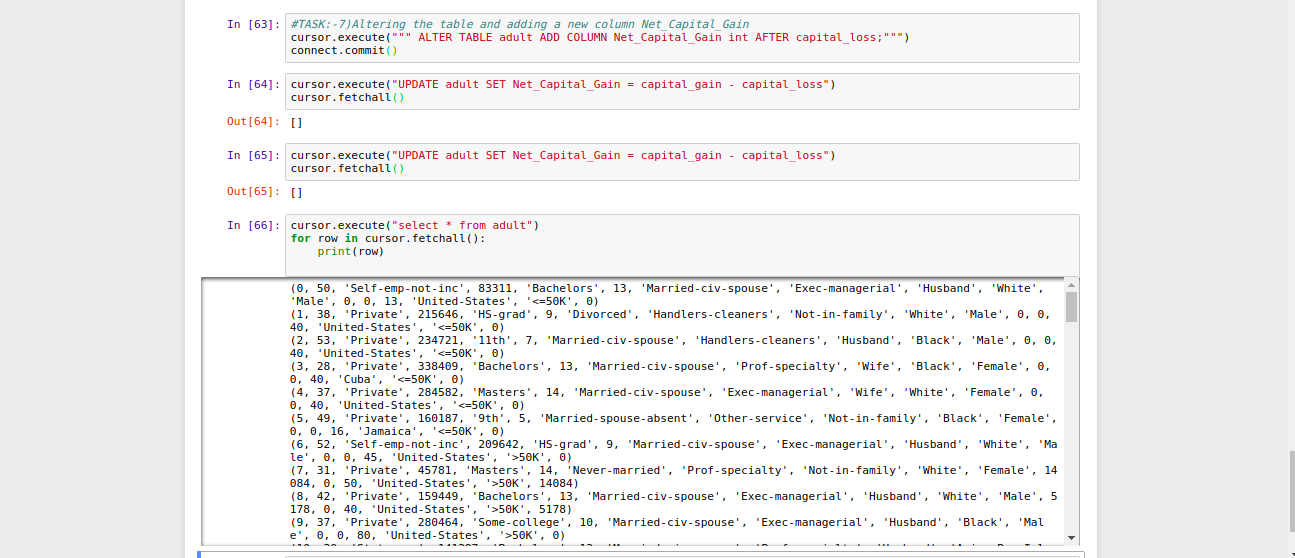 In [63]: #TASK:-7)Altering the table and adding a new column Net_Capital_Gain
cursor.execute(""" ALTER TABLE adult ADD COLUMN Net_Capital_Gain int AFTER capital_loss;""")
connect.commit()
In [64]: cursor.execute("UPDATE adult SET Net_Capital_Gain = capital_gain - capital_loss")
cursor.fetchall()
Out[64]: []
In [65]: cursor.execute("UPDATE adult SET Net_Capital_Gain = capital_gain - capital_loss")
cursor.fetchall()
Out[65]: []
In [66]: cursor.execute("select * from adult")
for row in cursor.fetchall():
    print(row)
(0, 50, 'Self-emp-not-inc', 83311, 'Bachelors', 13, 'Married-civ-spouse', 'Exec-managerial', 'Husband', 'White',
'Male', 0, 0, 13, 'United-States', '<=50K', 0)
(1, 38, 'Private', 215646, 'HS-grad', 9, 'Divorced', 'Handlers-cleaners', 'Not-in-family', 'White', 'Male', 0, 0,
40, 'United-States', '<=50K', 0)
(2, 53, 'Private', 234721, '11th', 7, 'Married-civ-spouse', 'Handlers-cleaners', 'Husband', 'Black', 'Male', 0, 0,
40, 'United-States', '<=50K', 0)
(3, 28, 'Private', 338409, 'Bachelors', 13, 'Married-civ-spouse', 'Prof-specialty', 'Wife', 'Black', 'Female', 0,
0, 40, 'Cuba', '<=50K', 0)
(4, 37, 'Private', 284582, 'Masters', 14, 'Married-civ-spouse', 'Exec-managerial', 'Wife', 'White', 'Female', 0,
0, 40, 'United-States', '<=50K', 0)
(5, 49, 'Private', 160187, '9th', 5, 'Married-spouse-absent', 'Other-service', 'Not-in-family', 'Black', 'Female',
0, 0, 16, 'Jamaica', '<=50K', 0)
(6, 52, 'Self-emp-not-inc', 209642, 'HS-grad', 9, 'Married-civ-spouse', 'Exec-managerial', 'Husband', 'White', 'Ma
le', 0, 0, 45, 'United-States', '>50K', 0)
(7, 31, 'Private', 45781, 'Masters', 14, 'Never-married', 'Prof-specialty', 'Not-in-family', 'White', 'Female', 14
084, 0, 50, 'United-States', '>50K', 14084)
(8, 42, 'Private', 159449, 'Bachelors', 13, 'Married-civ-spouse', 'Exec-managerial', 'Husband', 'White', 'Male', 5
178, 0, 40, 'United-States', '>50K', 5178)
(9, 37, 'Private', 280464, 'Some-college', 10, 'Married-civ-spouse', 'Exec-managerial', 'Husband', 'Black', 'Mal
e', 0, 0, 80, 'United-States', '>50K', 0)